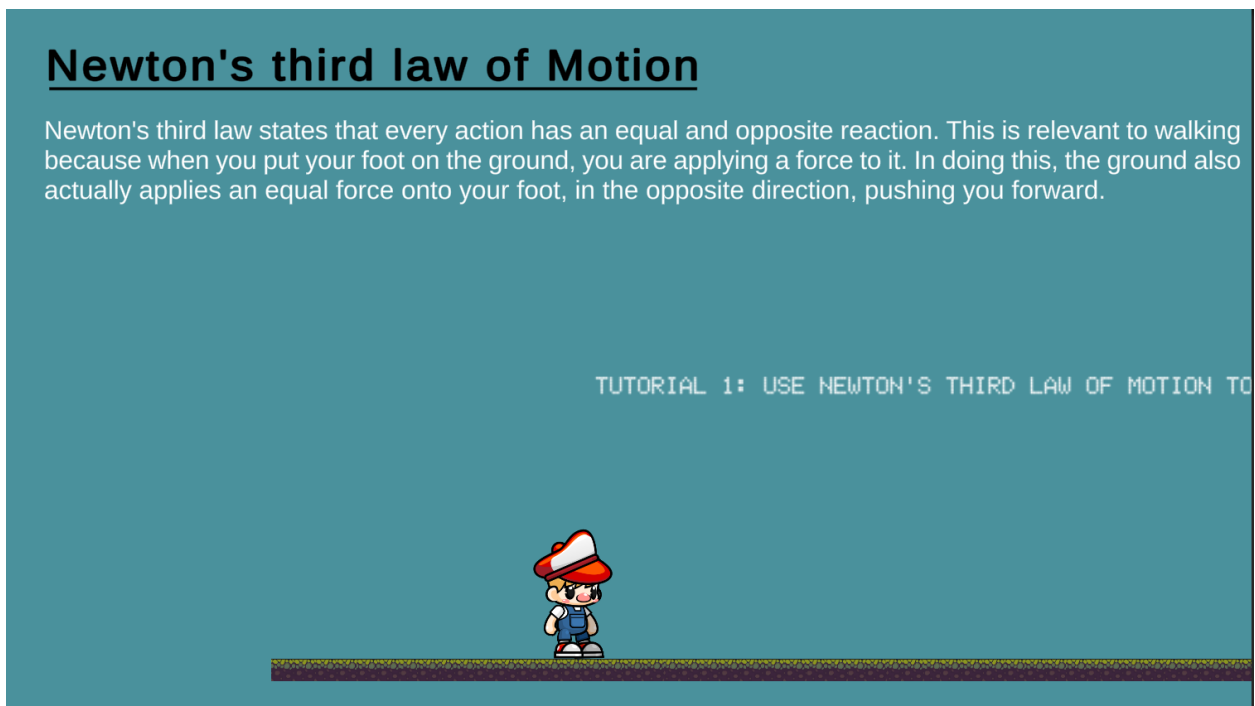 Newton's third law of Motion
Newton's third law states that every action has an equal and opposite reaction. This is relevant to walking
because when you put your foot on the ground, you are applying a force to it. In doing this, the ground also
actually applies an equal force onto your foot, in the opposite direction, pushing you forward.
TUTORIAL 1: USE NEWTON'S THIRD LAW OF MOTION TO